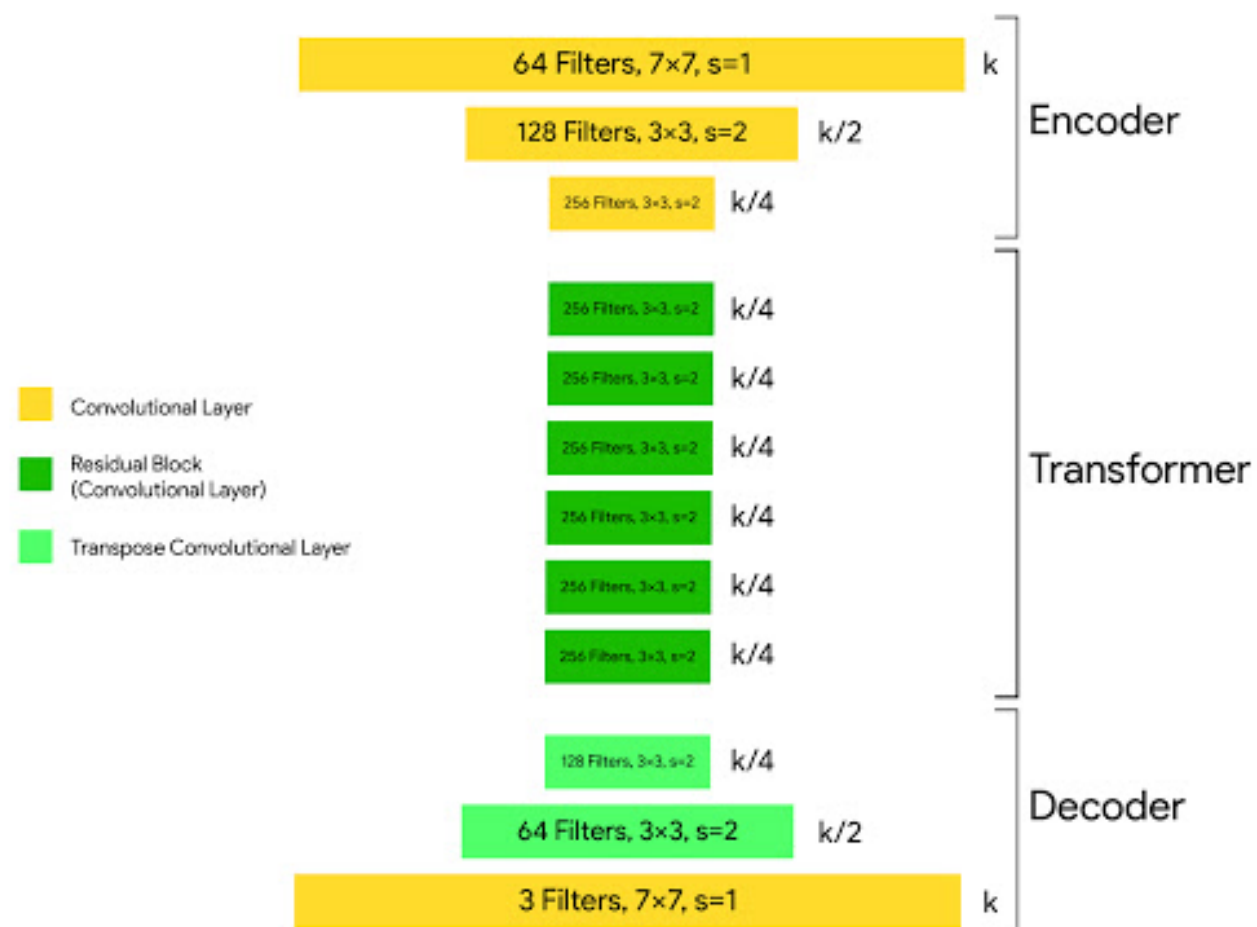 64 Filters, 7×7, s=1
k
128 Filters, 3×3, s=2
k/2
256 Filters, 3×3, s=2
k/4
Encoder
256 Filters, 3×3, s=2
k/4
256 Filters, 3×3, s=2
k/4
256 Filters, 3×3, s=2
k/4
256 Filters, 3×3, s=2
k/4
256 Filters, 3×3, s=2
k/4
256 Filters, 3×3, s=2
k/4
Transformer
Convolutional Layer
Residual Block
(Convolutional Layer)
Transpose Convolutional Layer
128 Filters, 3×3, s=2
k/4
64 Filters, 3×3, s=2
k/2
3 Filters, 7×7, s=1
k
Decoder